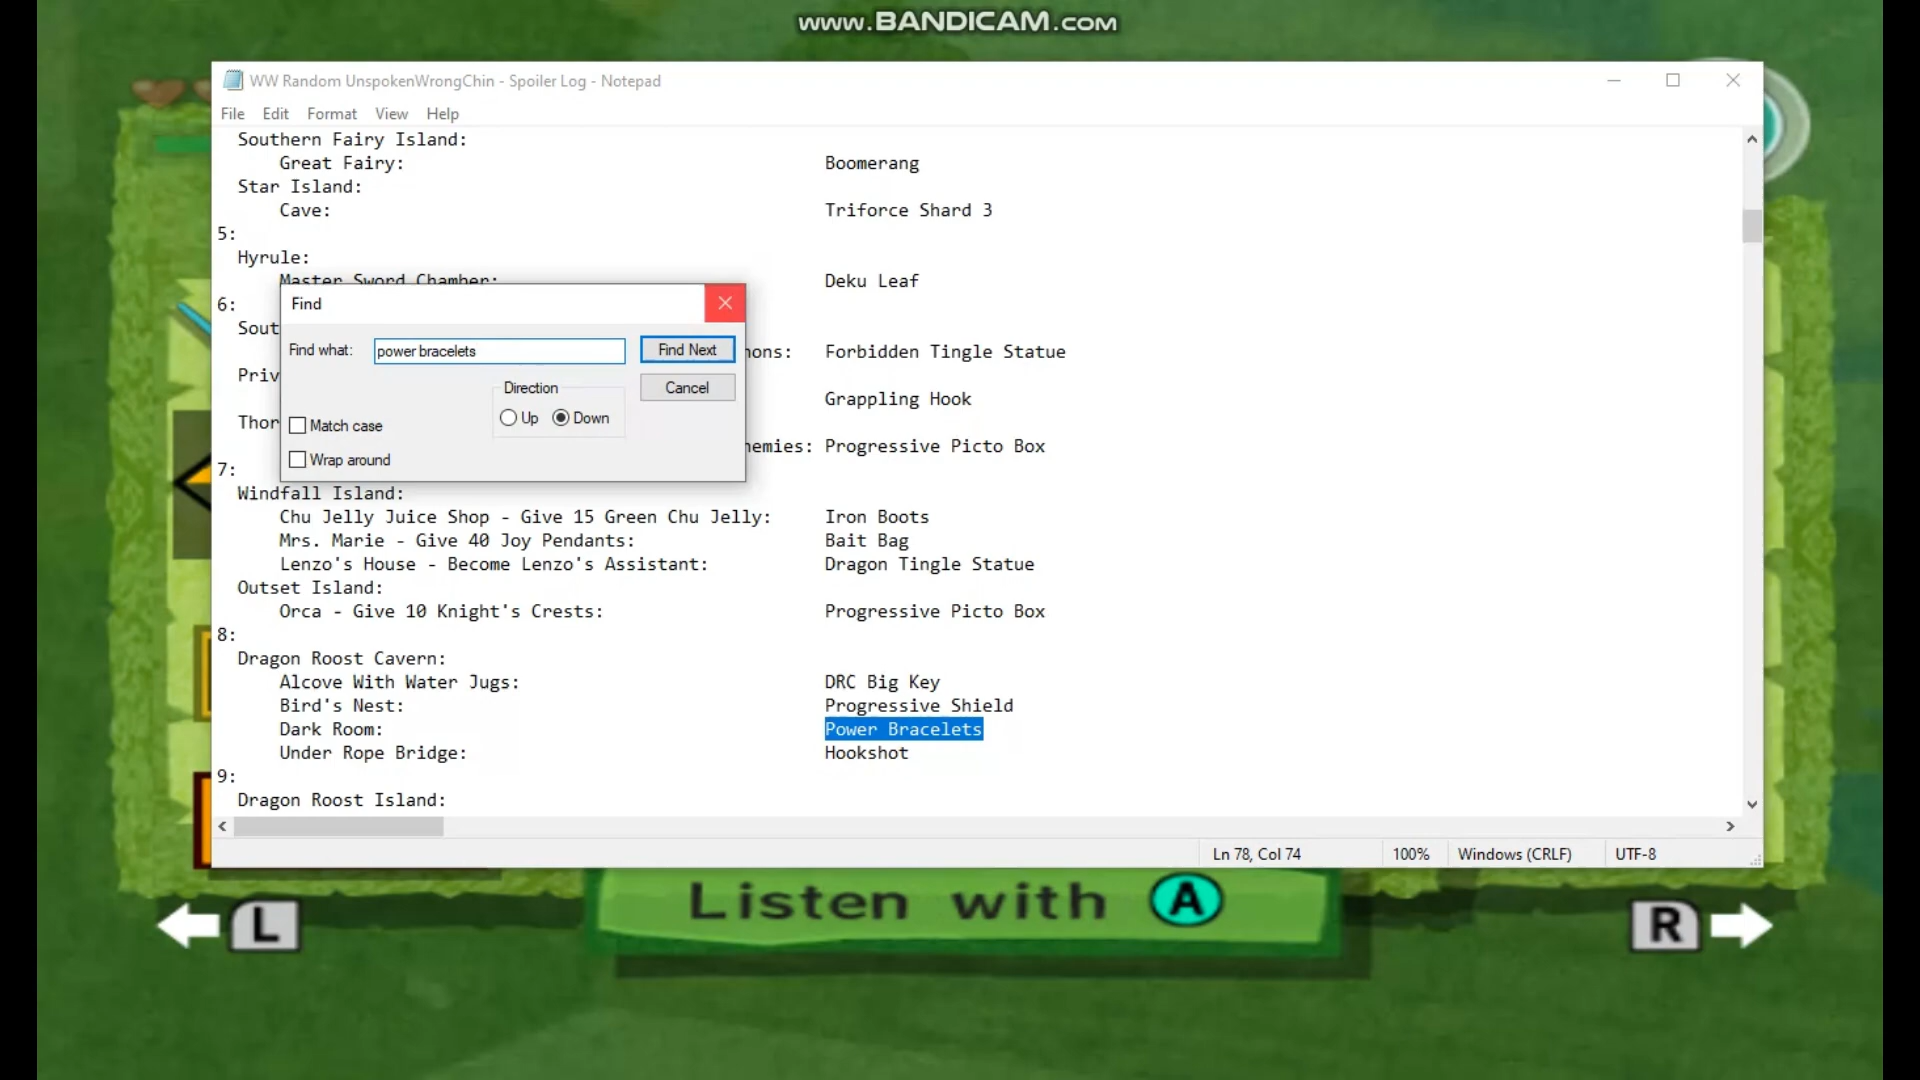 www.BANDICAM.com
WW Random UnspokenWrongChin - Spoiler Log - Notepad
File Edit Format View Help
Southern Fairy Island:
Great Fairy: Boomerang
Star Island:
Cave: Triforce Shard 3
5:
Hyrule:
Master Sword Chamber: Deku Leaf
Find
6:
Sout
Find what: power bracelets Find Next
ons: Forbidden Tingle Statue
Priv
Direction Cancel
Grappling Hook
Up Down
Thor
Match case
emies: Progressive Picto Box
Wrap around
7:
Windfall Island:
Chu Jelly Juice Shop - Give 15 Green Chu Jelly: Iron Boots
Mrs. Marie - Give 40 Joy Pendants: Bait Bag
Lenzo's House - Become Lenzo's Assistant: Dragon Tingle Statue
Outset Island:
Orca - Give 10 Knight's Crests: Progressive Picto Box
8:
Dragon Roost Cavern:
Alcove With Water Jugs: DRC Big Key
Bird's Nest: Progressive Shield
Dark Room: Power Bracelets
Under Rope Bridge: Hookshot
9:
Dragon Roost Island:
Ln 78, Col 74 100% Windows (CRLF) UTF-8
Listen with A
L
R